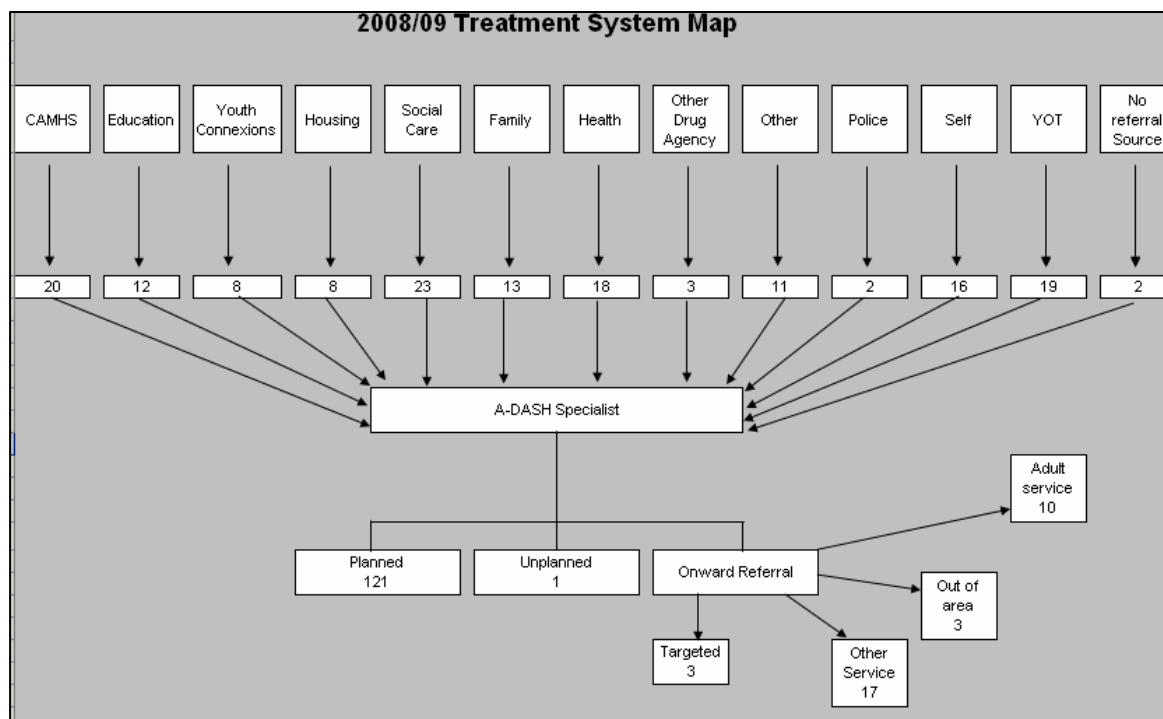 2008/09 Treatment System Map
CAMHS
Education
Youth
Connexions
Housing
Social
Care
Family
Health
Other
Drug
Agency
Other
Police
Self
YOT
No
referral
Source
20
12
8
8
23
13
18
3
11
2
16
19
2
A-DASH Specialist
Adult
service
10
Planned
121
Unplanned
1
Onward Referral
Out of
area
3
Targeted
3
Other
Service
17